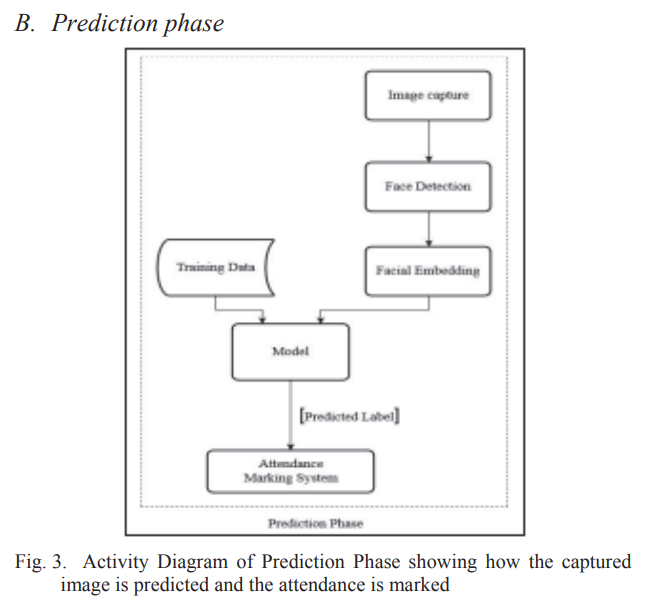 B. Prediction phase
Image capture
Face Detection
Training Data
Facial Embedding
Model
[Predicted Label]
Attendance
Marking System
Prediction Phase
Fig. 3. Activity Diagram of Prediction Phase showing how the captured
image is predicted and the attendance is marked